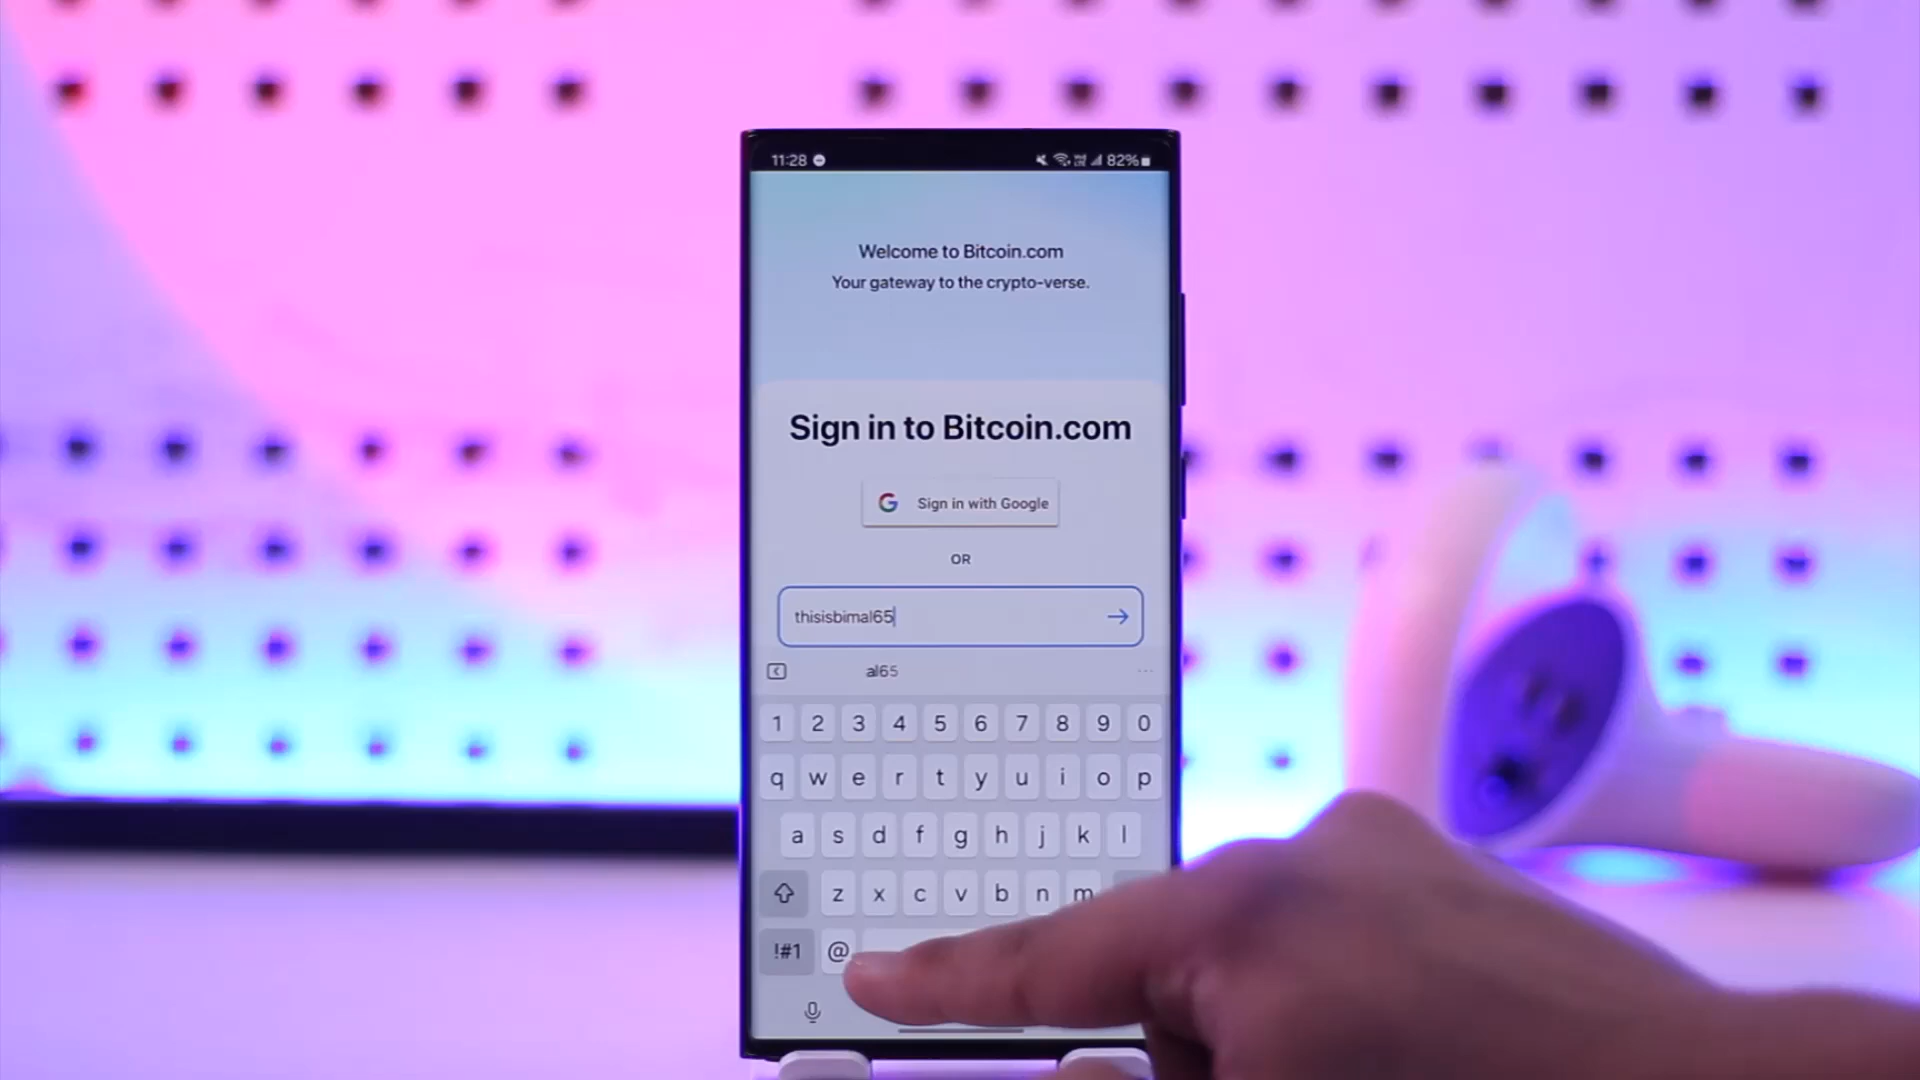 11:28 82%
Welcome to Bitcoin.com
Your gateway to the crypto-verse.
Sign in to Bitcoin.com
G Sign in with Google
OR
thisisbimal65
al65
1 2 3 4 5 6 7 8 9 0
q w e r t y u i o p
a s d f g h j k l
z x c v b n m
!#1 @